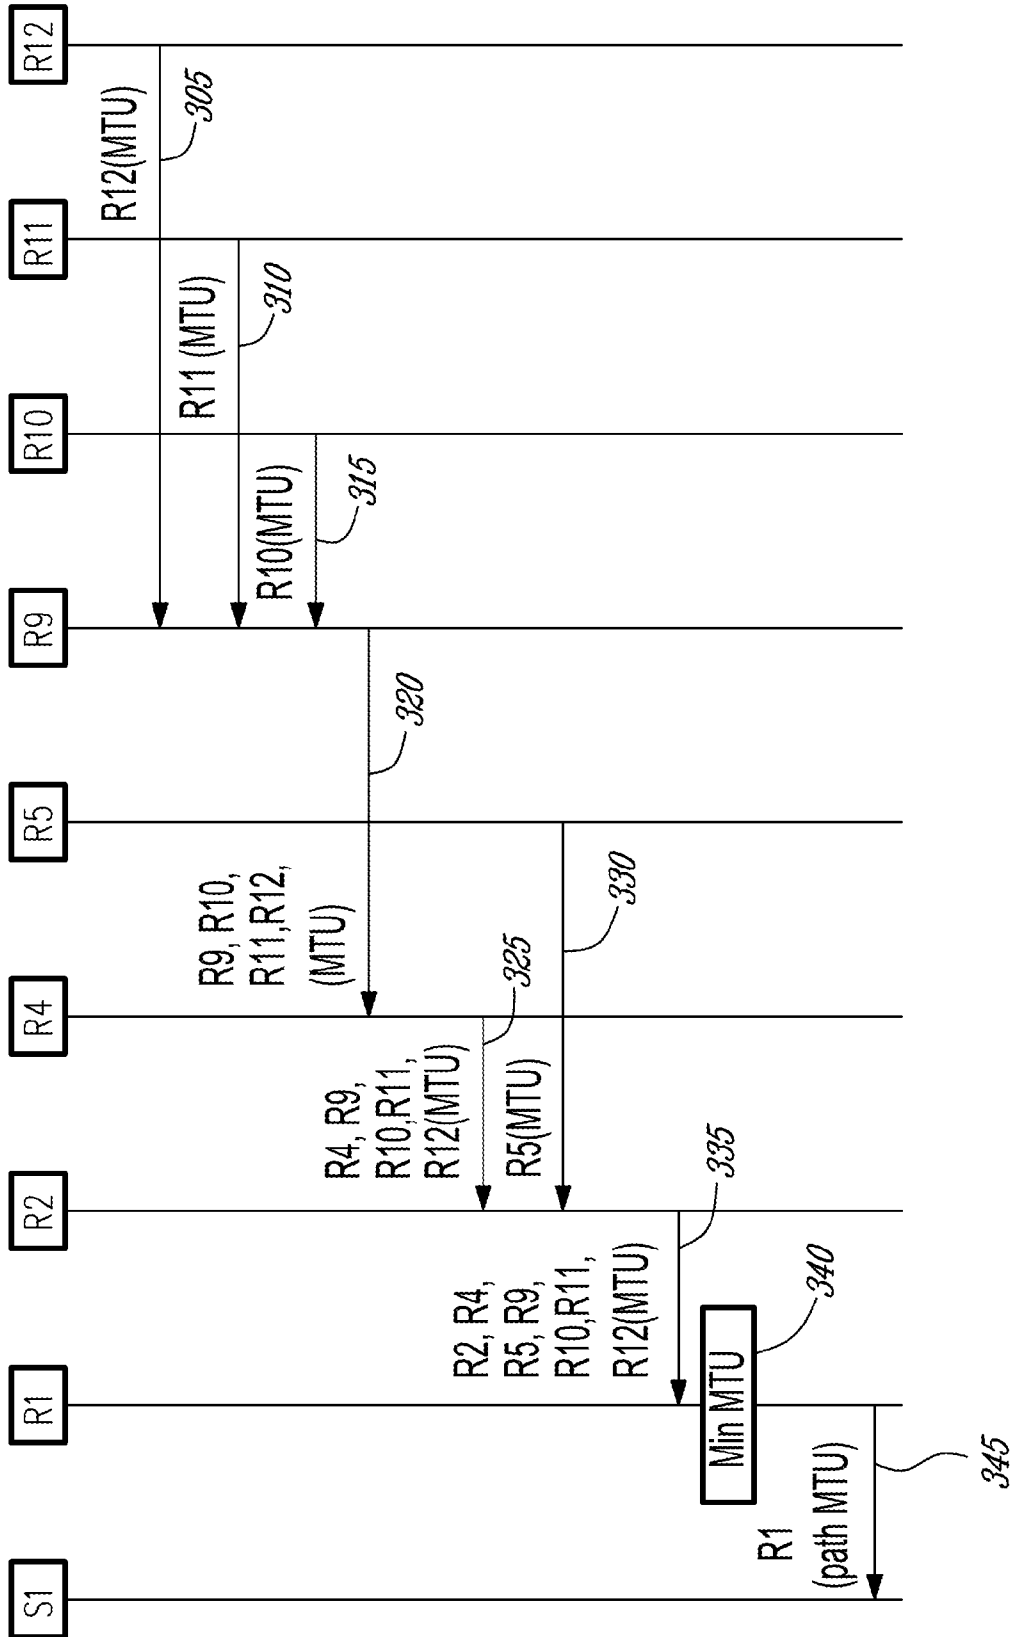 S1
R1
R2
R4
R5
R9
R10
R11
R12
R12(MTU)
305
R11 (MTU)
310
R10(MTU)
315
R9, R10,
R11,R12,
(MTU)
320
R4, R9,
R10,R11,
R12(MTU)
325
R5(MTU)
330
R2, R4,
R5, R9,
R10,R11,
R12(MTU)
335
Min MTU
340
R1
(path MTU)
345